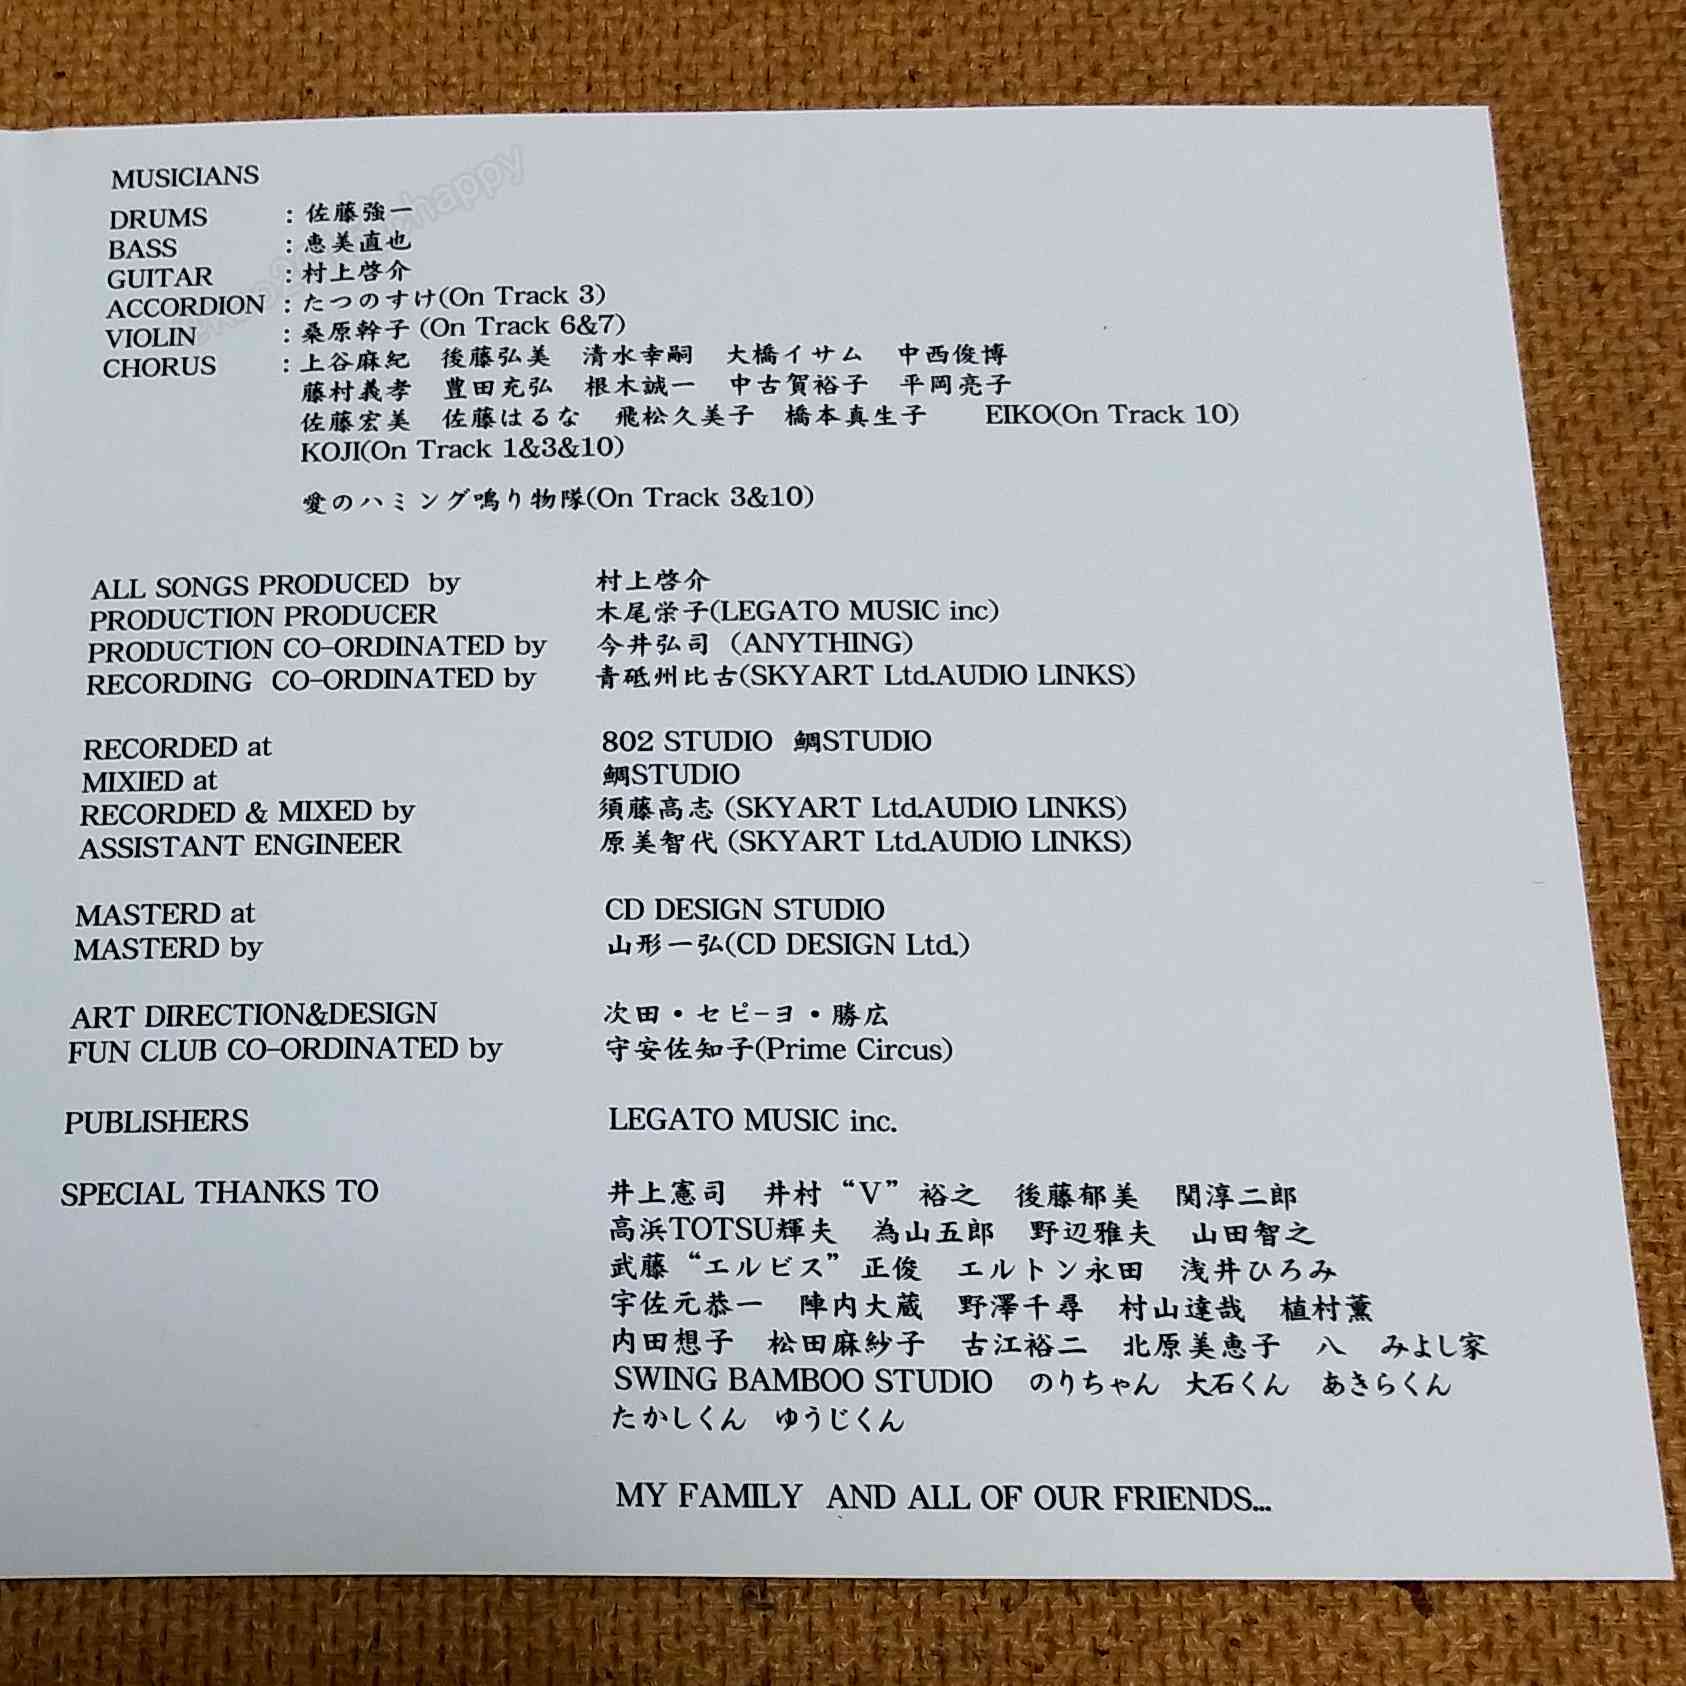 MUSICIANS
DRUMS : 佐藤強一
BASS : 恵美直也
GUITAR : 村上啓介
ACCORDION : たつのすけ(On Track 3)
VIOLIN : 桑原幹子 (On Track 6&7)
CHORUS : 上谷麻紀 後藤弘美 清水幸嗣 大橋イサム 中西俊博
藤村義孝 豊田充弘 根木誠一 中古賀裕子 平岡亮子
佐藤宏美 佐藤はるな 飛松久美子 橋本真生子 EIKO(On Track 10)
KOJI(On Track 1&3&10)
愛のハミング鳴り物隊(On Track 3&10)
ALL SONGS PRODUCED by 村上啓介
PRODUCTION PRODUCER 木尾栄子(LEGATO MUSIC inc)
PRODUCTION CO-ORDINATED by 今井弘司 (ANYTHING)
RECORDING CO-ORDINATED by 青砥州比古(SKYART Ltd.AUDIO LINKS)
RECORDED at 802 STUDIO 鯛STUDIO
MIXIED at 鯛STUDIO
RECORDED & MIXED by 須藤高志 (SKYART Ltd.AUDIO LINKS)
ASSISTANT ENGINEER 原美智代 (SKYART Ltd.AUDIO LINKS)
MASTERD at CD DESIGN STUDIO
MASTERD by 山形一弘(CD DESIGN Ltd.)
ART DIRECTION&DESIGN 次田・セピーヨ・勝広
FUN CLUB CO-ORDINATED by 守安佐知子(Prime Circus)
PUBLISHERS LEGATO MUSIC inc.
SPECIAL THANKS TO 井上憲司 井村“V”裕之 後藤郁美 関淳二郎
高浜TOTSU輝夫 為山五郎 野辺雅夫 山田智之
武藤“エルビス”正俊 エルトン永田 浅井ひろみ
宇佐元恭一 陣内大蔵 野澤千尋 村山達哉 植村薫
内田想子 松田麻紗子 古江裕二 北原美恵子 八 みよし家
SWING BAMBOO STUDIO のりちゃん 大石くん あきらくん
たかしくん ゆうじくん
MY FAMILY AND ALL OF OUR FRIENDS...